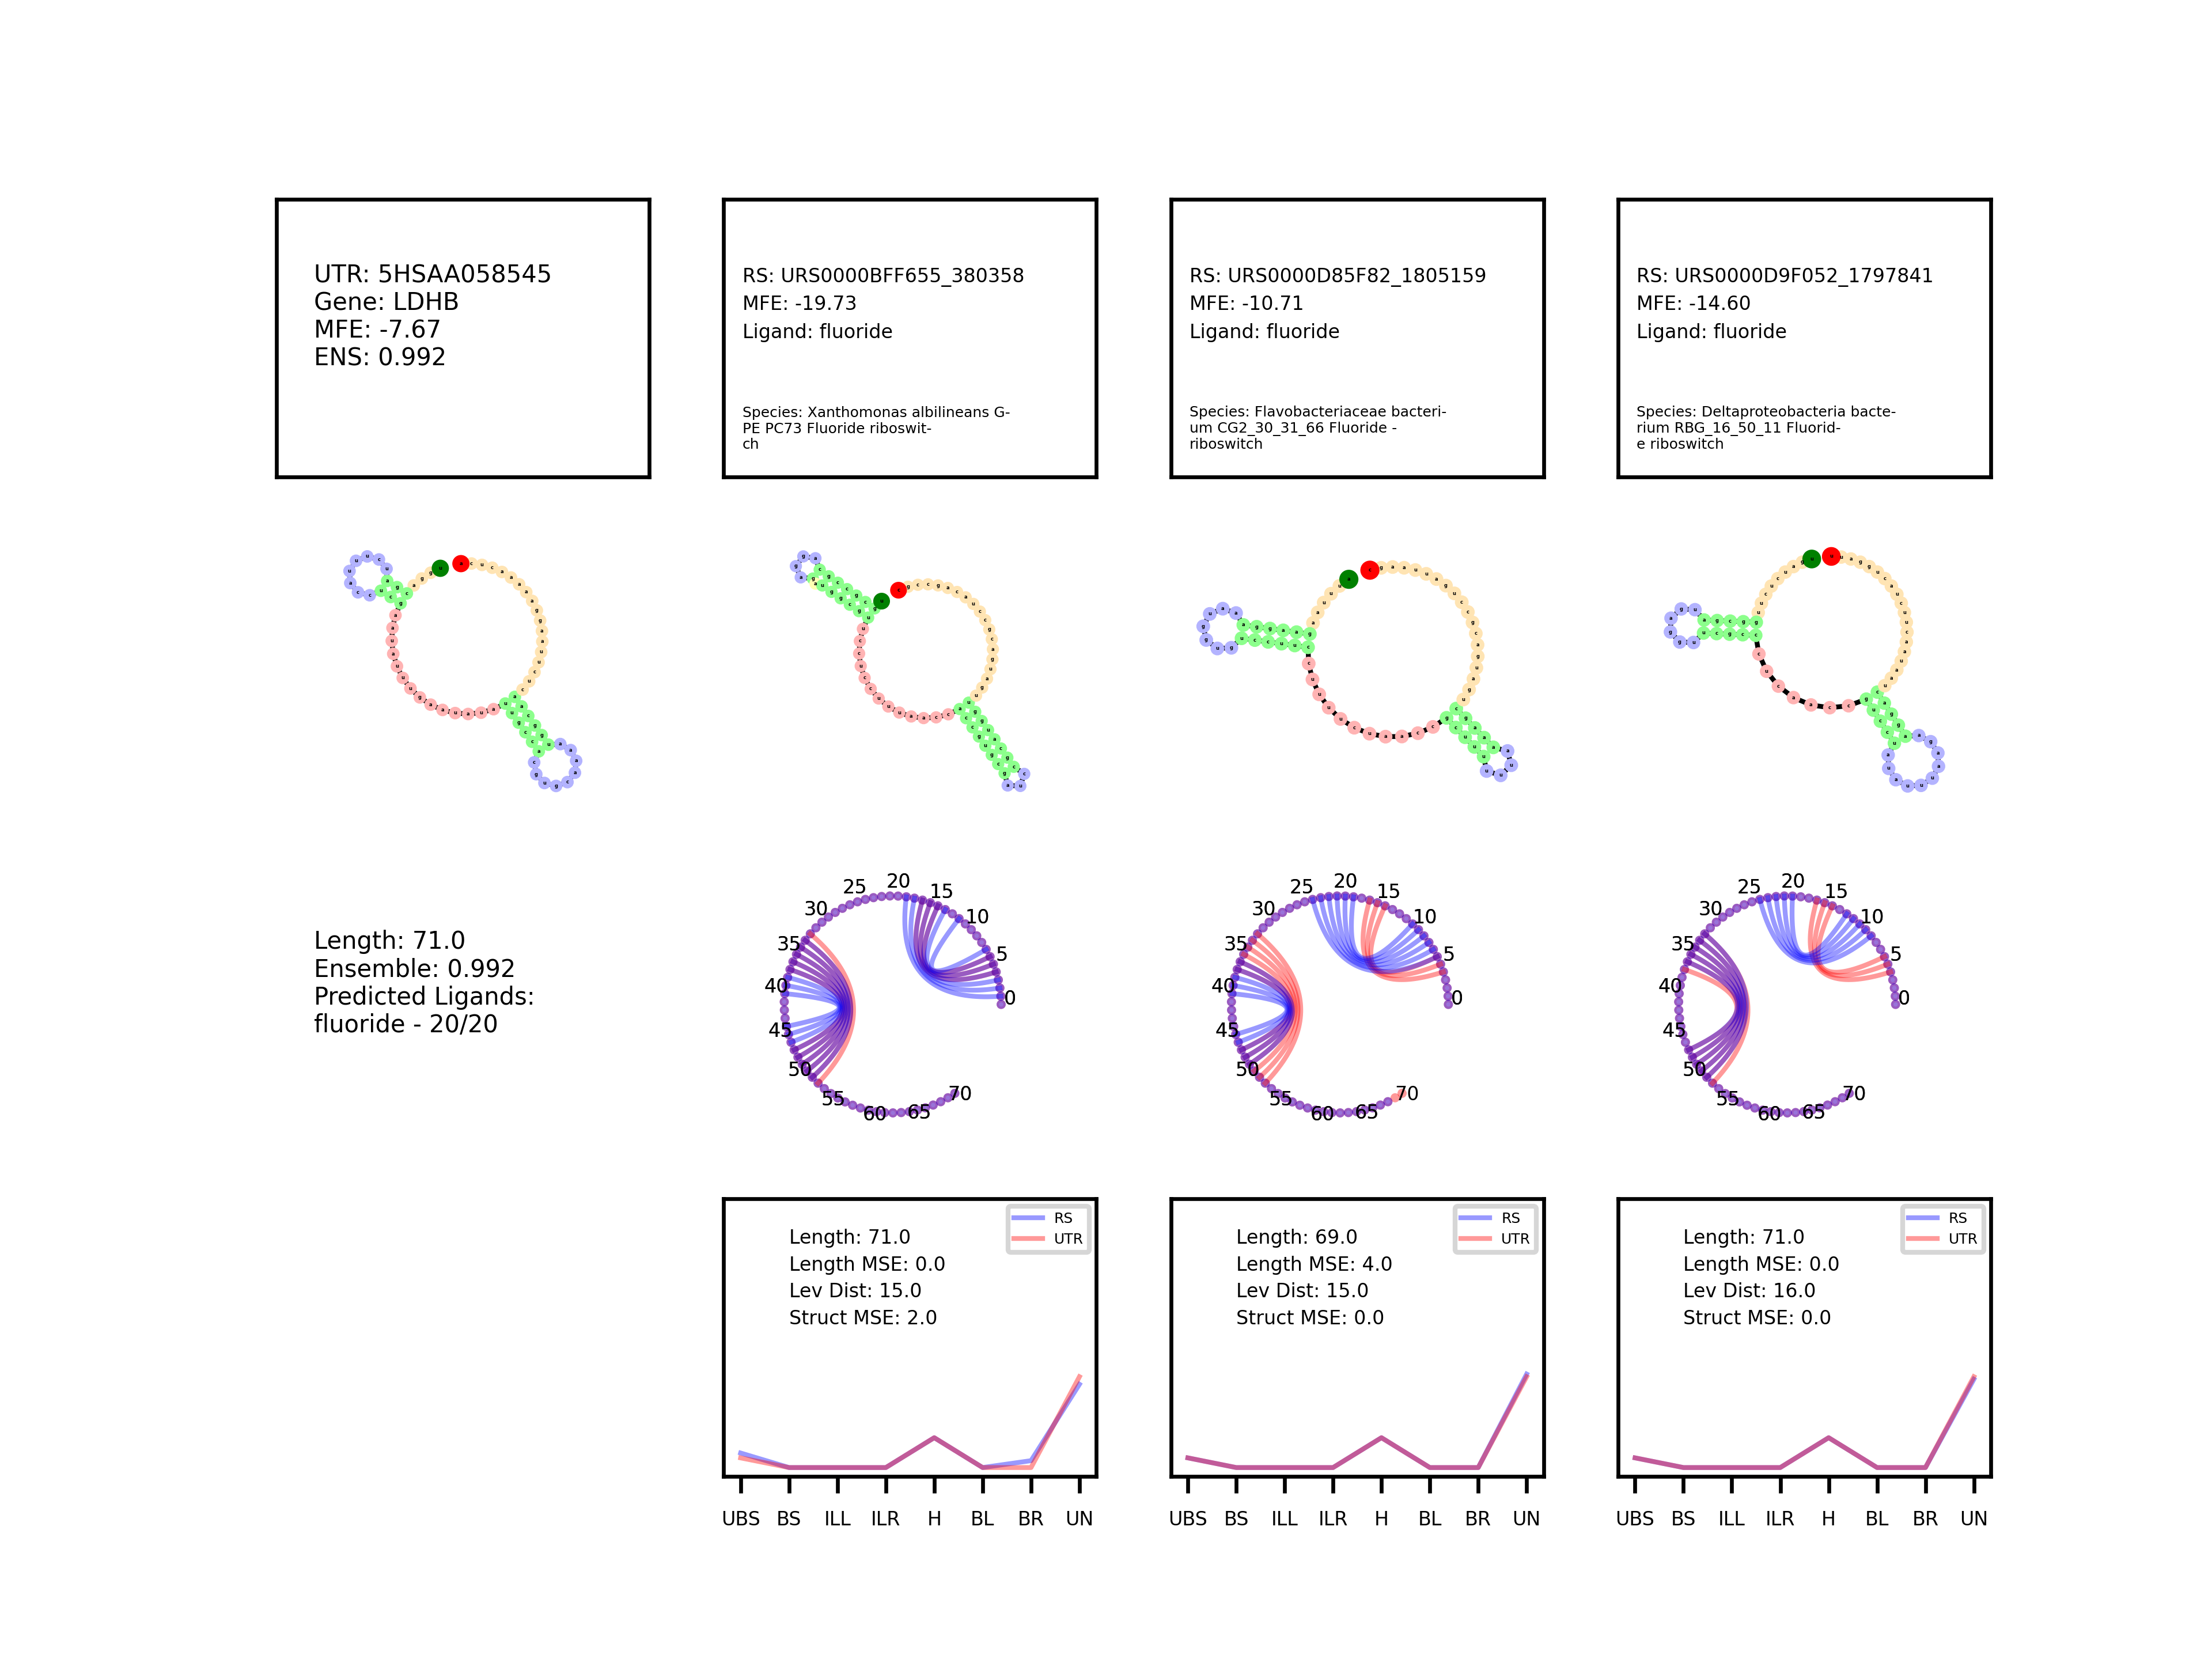 UTR: 5HSAA058545
Gene: LDHB
MFE: -7.67
ENS: 0.992
RS: URS0000BFF655_380358
MFE: -19.73
Ligand: fluoride
Species: Xanthomonas albilineans G-
PE PC73 Fluoride riboswit-
ch
RS: URS0000D85F82_1805159
MFE: -10.71
Ligand: fluoride
Species: Flavobacteriaceae bacteri-
um CG2_30_31_66 Fluoride -
riboswitch
RS: URS0000D9F052_1797841
MFE: -14.60
Ligand: fluoride
Species: Deltaproteobacteria bacte-
rium RBG_16_50_11 Fluorid-
e riboswitch
Length: 71.0
Ensemble: 0.992
Predicted Ligands:
fluoride - 20/20
0
5
10
15
20
25
30
35
40
45
50
55
60
65
70
0
5
10
15
20
25
30
35
40
45
50
55
60
65
70
0
5
10
15
20
25
30
35
40
45
50
55
60
65
70
Length: 71.0
Length MSE: 0.0
Lev Dist: 15.0
Struct MSE: 2.0
RS
UTR
UBS BS ILL ILR H BL BR UN
Length: 69.0
Length MSE: 4.0
Lev Dist: 15.0
Struct MSE: 0.0
RS
UTR
UBS BS ILL ILR H BL BR UN
Length: 71.0
Length MSE: 0.0
Lev Dist: 16.0
Struct MSE: 0.0
RS
UTR
UBS BS ILL ILR H BL BR UN